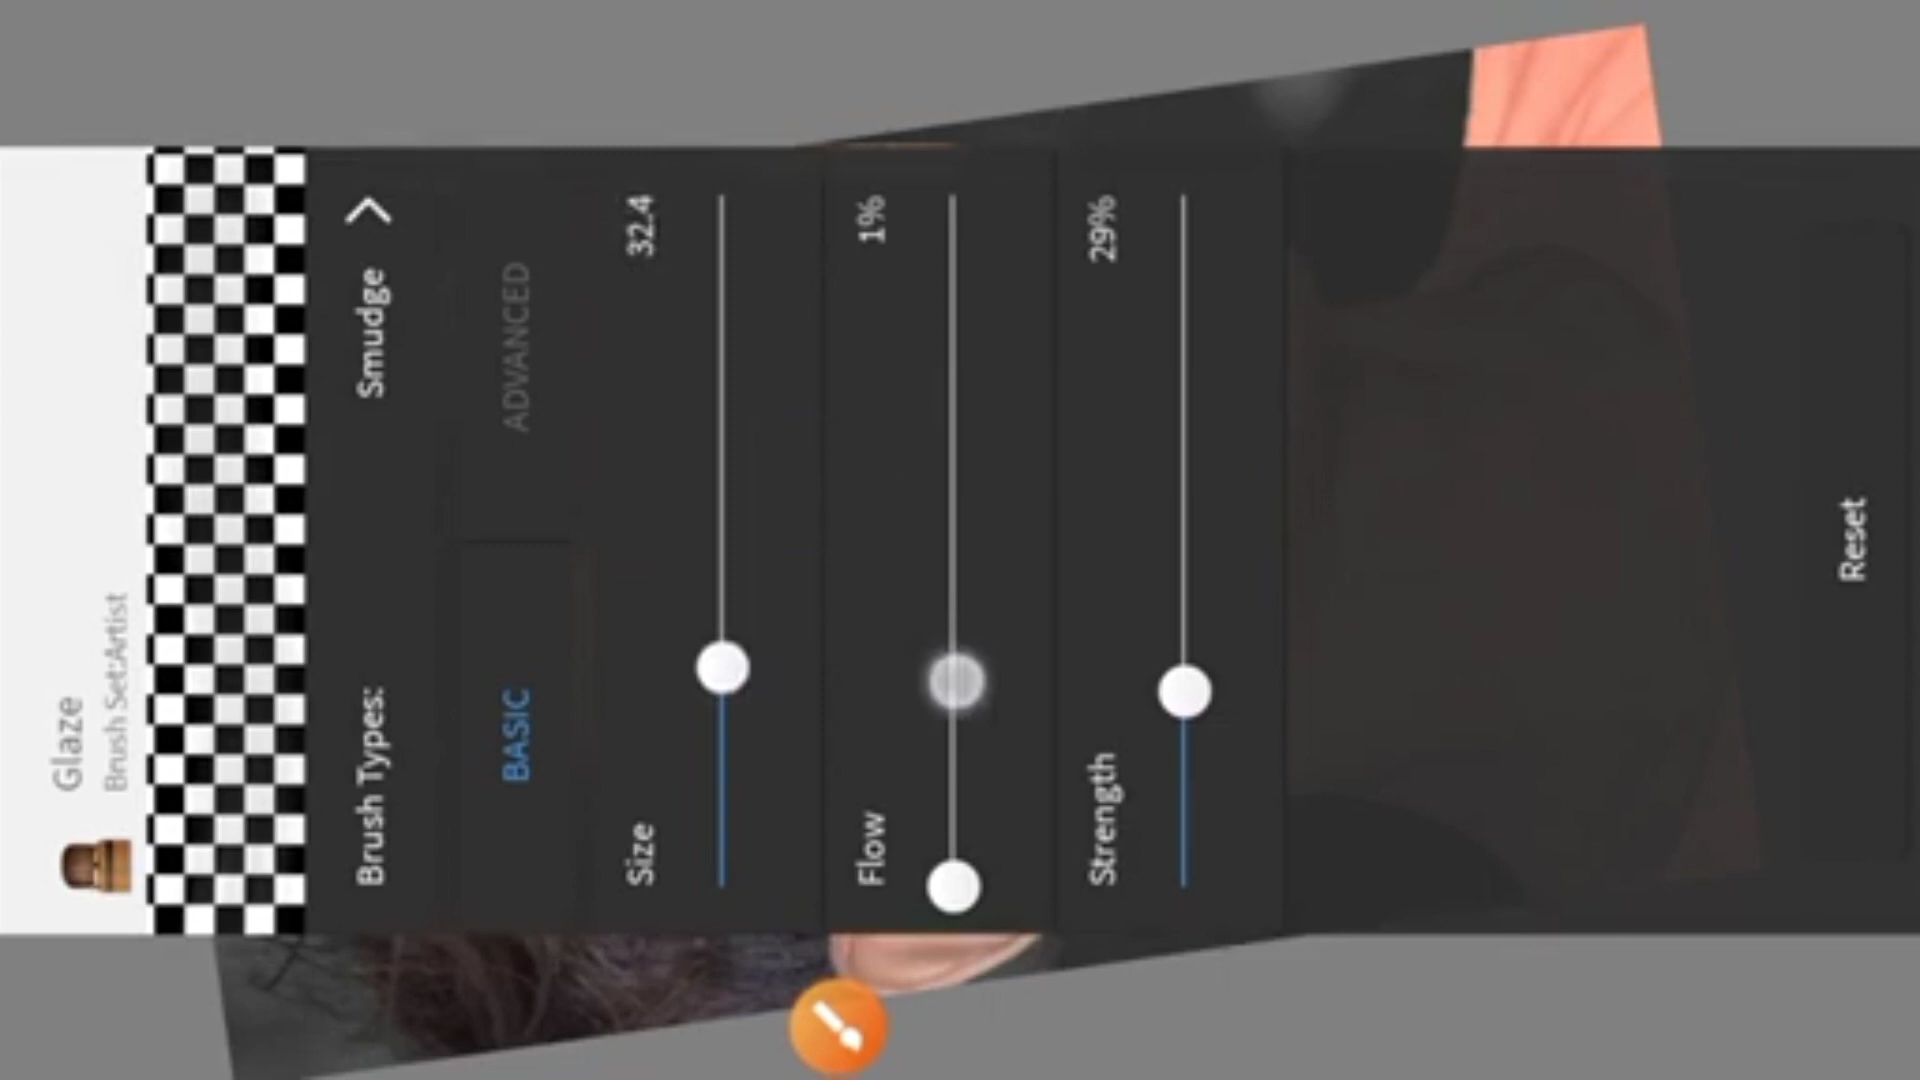 Glaze
Brush Set:Artist
Brush Types: Smudge
BASIC ADVANCED
Size 32.4
Flow 1%
Strength 29%
Reset